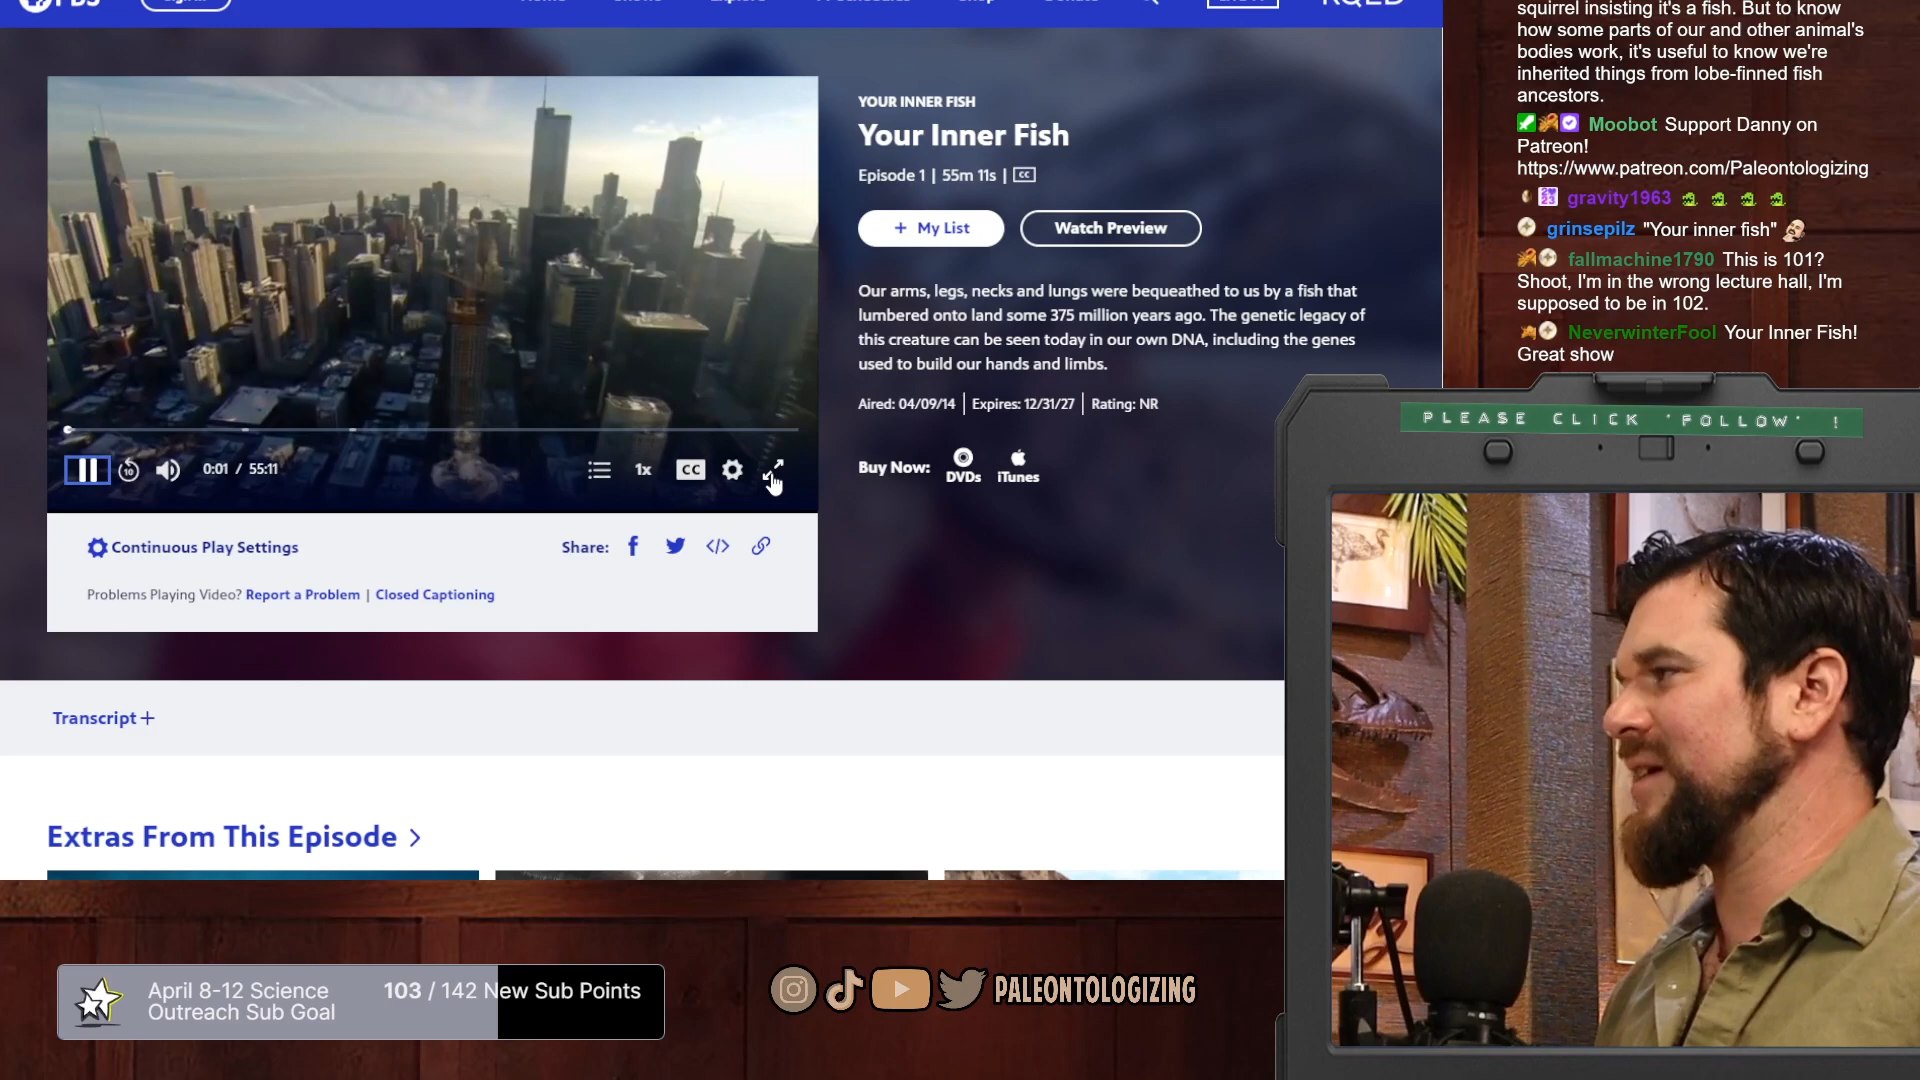 PBS
KQED
YOUR INNER FISH
Your Inner Fish
Episode 1 | 55m 11s | CC
+ My List
Watch Preview
Our arms, legs, necks and lungs were bequeathed to us by a fish that
lumbered onto land some 375 million years ago. The genetic legacy of
this creature can be seen today in our own DNA, including the genes
used to build our hands and limbs.
Aired: 04/09/14 | Expires: 12/31/27 | Rating: NR
Buy Now:
DVDs
iTunes
10
0:01 / 55:11
1x
CC
Continuous Play Settings
Share:
Problems Playing Video? Report a Problem | Closed Captioning
Transcript +
Extras From This Episode >
squirrel insisting it's a fish. But to know
how some parts of our and other animal's
bodies work, it's useful to know we're
inherited things from lobe-finned fish
ancestors.
Moobot Support Danny on
Patreon!
https://www.patreon.com/Paleontologizing
gravity1963
grinsepilz "Your inner fish"
fallmachine1790 This is 101?
Shoot, I'm in the wrong lecture hall, I'm
supposed to be in 102.
NeverwinterFool Your Inner Fish!
Great show
PLEASE CLICK "FOLLOW" !
April 8-12 Science
Outreach Sub Goal
103 / 142 New Sub Points
PALEONTOLOGIZING